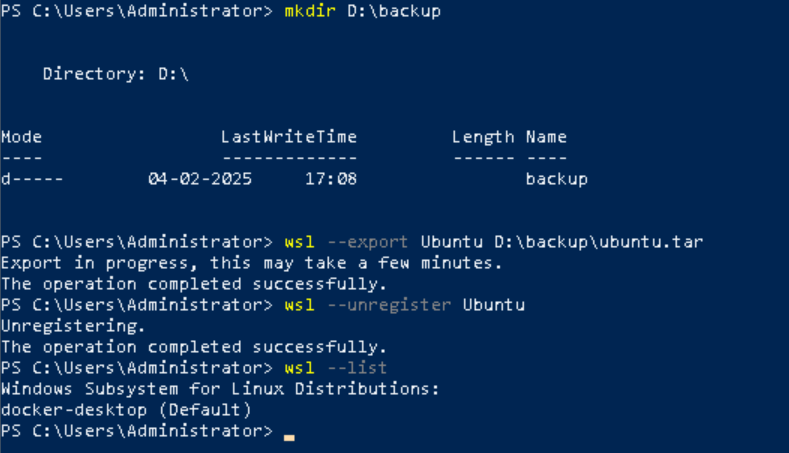 PS C:\Users\Administrator> mkdir D:\backup
Directory: D:\
Mode LastWriteTime Length Name
---- ------------- ------ ----
d----- 04-02-2025 17:08 backup
PS C:\Users\Administrator> wsl --export Ubuntu D:\backup\ubuntu.tar
Export in progress, this may take a few minutes.
The operation completed successfully.
PS C:\Users\Administrator> wsl --unregister Ubuntu
Unregistering.
The operation completed successfully.
PS C:\Users\Administrator> wsl --list
Windows Subsystem for Linux Distributions:
docker-desktop (Default)
PS C:\Users\Administrator>